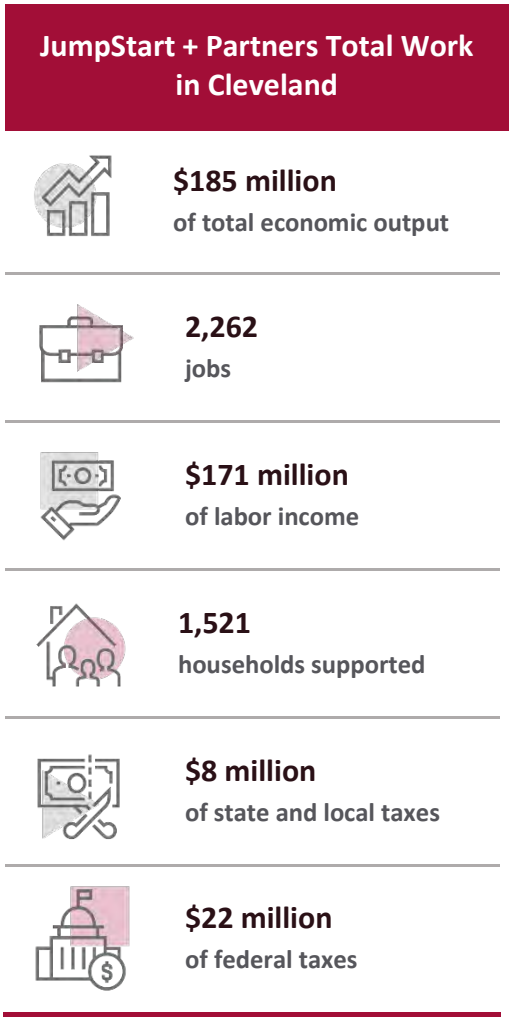 JumpStart + Partners Total Work
in Cleveland
$185 million
of total economic output
2,262
jobs
$171 million
of labor income
1,521
households supported
$8 million
of state and local taxes
$22 million
of federal taxes
$